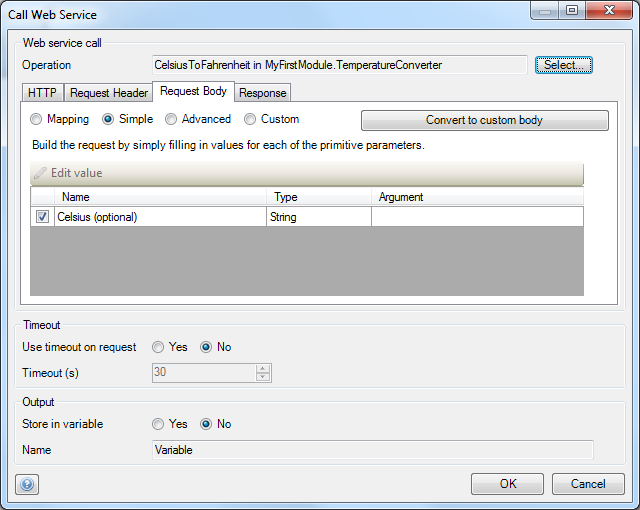 Call Web Service
Web service call
Operation CelsiusToFahrenheit in MyFirstModule.TemperatureConverter Select...
HTTP Request Header Request Body Response
Mapping Simple Advanced Custom Convert to custom body
Build the request by simply filling in values for each of the primitive parameters.
Edit value
Name Type Argument
Celsius (optional) String
Timeout
Use timeout on request Yes No
Timeout (s) 30
Output
Store in variable Yes No
Name Variable
OK Cancel